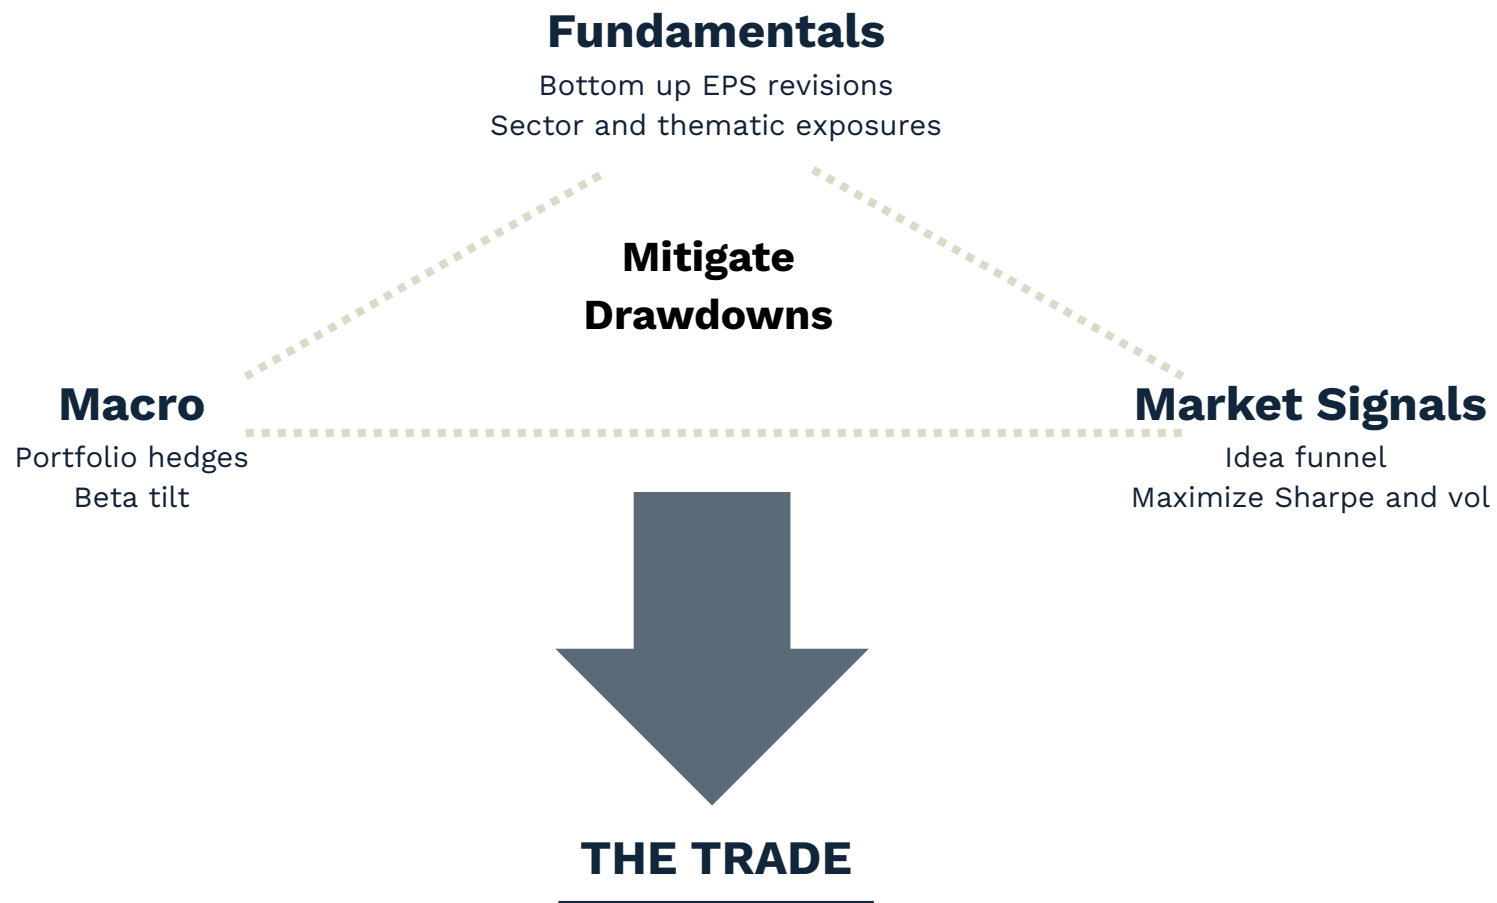 Fundamentals
Bottom up EPS revisions
Sector and thematic exposures
Mitigate
Drawdowns
Macro
Portfolio hedges
Beta tilt
Market Signals
Idea funnel
Maximize Sharpe and vol
THE TRADE